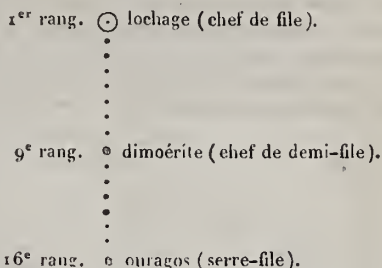 1er rang. lochage (chef de file).
9e rang. dimoérite (chef de demi-file).
16e rang. ouragos (serre-file).